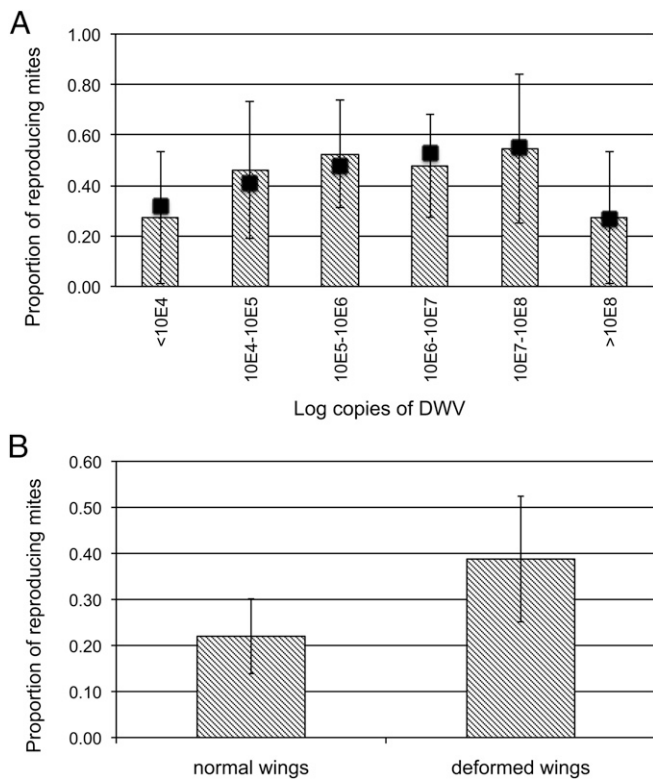 A
Proportion of reproducing mites
1.00
0.80
0.60
0.40
0.20
0.00
<10E4
10E4-10E5
10E5-10E6
10E6-10E7
10E7-10E8
>10E8
Log copies of DWV
B
Proportion of reproducing mites
0.60
0.50
0.40
0.30
0.20
0.10
0.00
normal wings
deformed wings